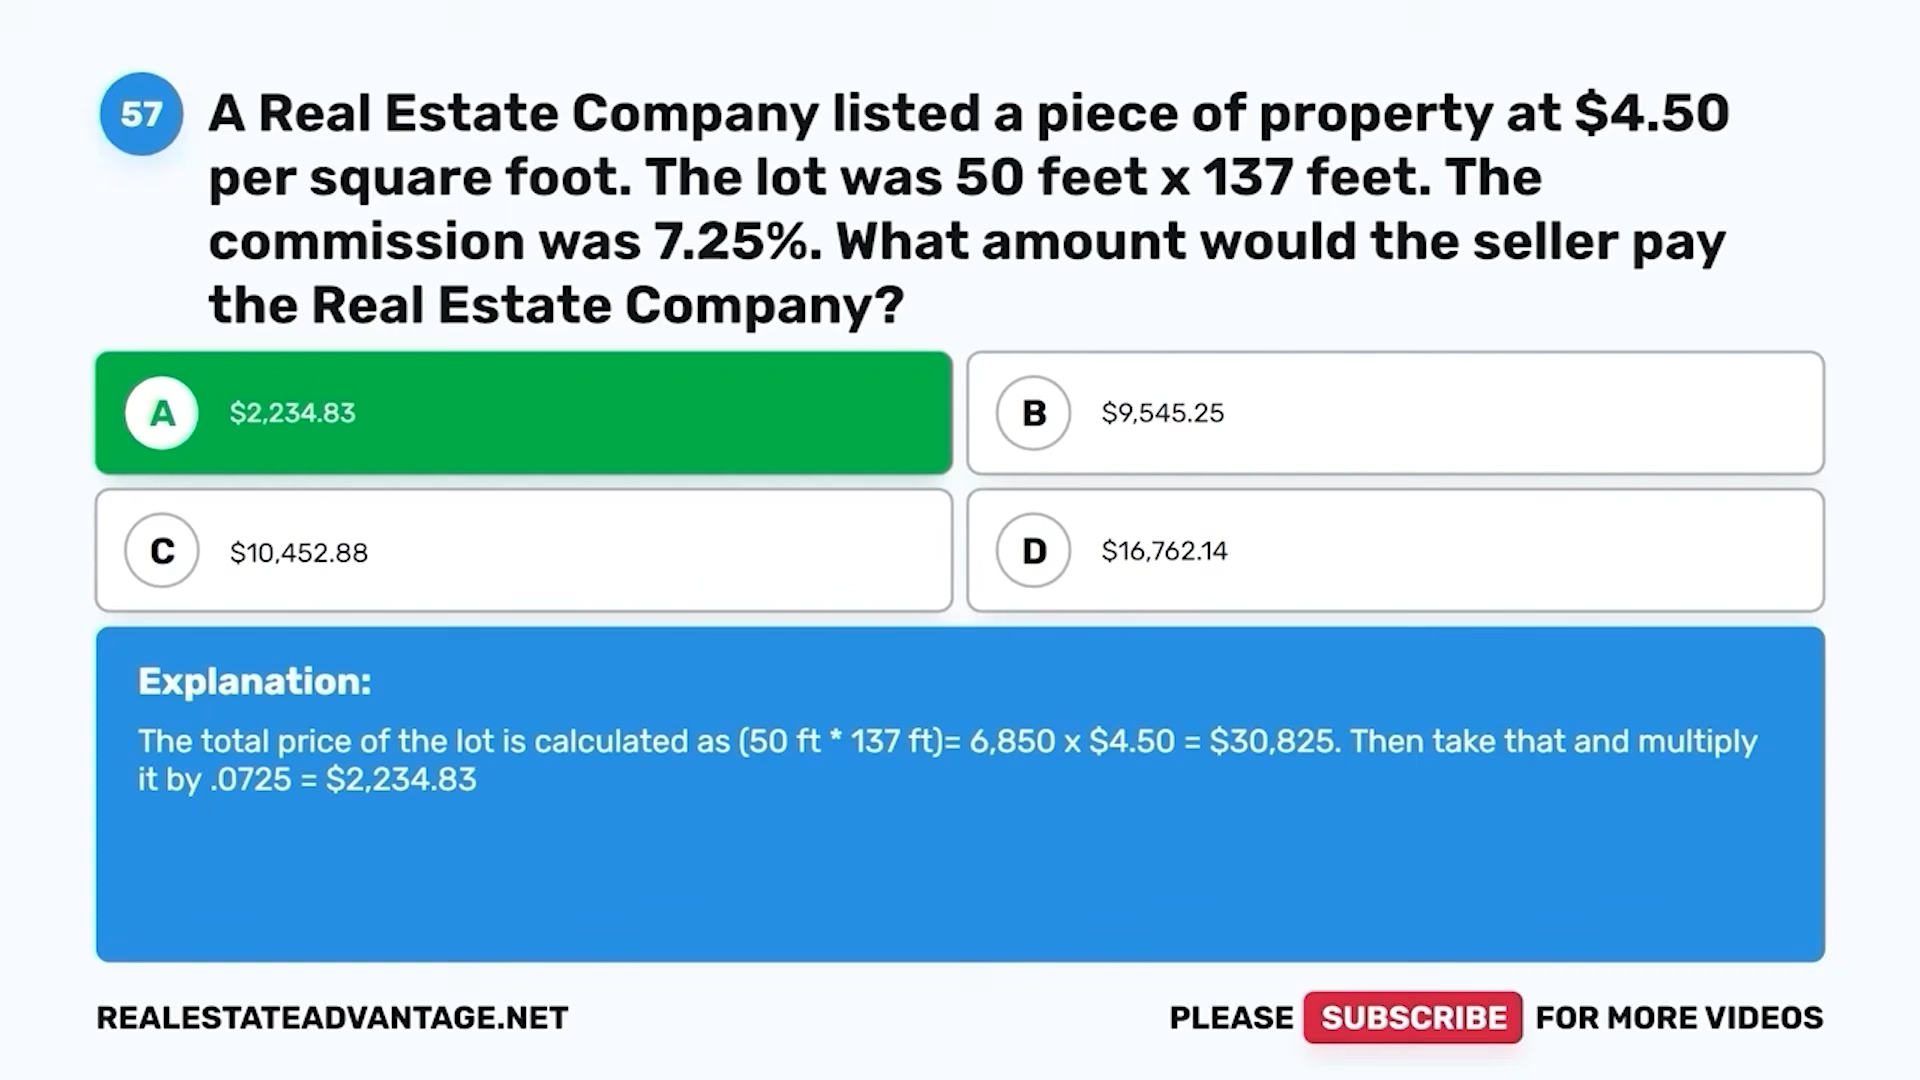 57
A Real Estate Company listed a piece of property at $4.50
per square foot. The lot was 50 feet x 137 feet. The
commission was 7.25%. What amount would the seller pay
the Real Estate Company?
A $2,234.83
B $9,545.25
C $10,452.88
D $16,762.14
Explanation:
The total price of the lot is calculated as (50 ft * 137 ft)= 6,850 x $4.50 = $30,825. Then take that and multiply
it by .0725 = $2,234.83
REALESTATEADVANTAGE.NET
PLEASE SUBSCRIBE FOR MORE VIDEOS